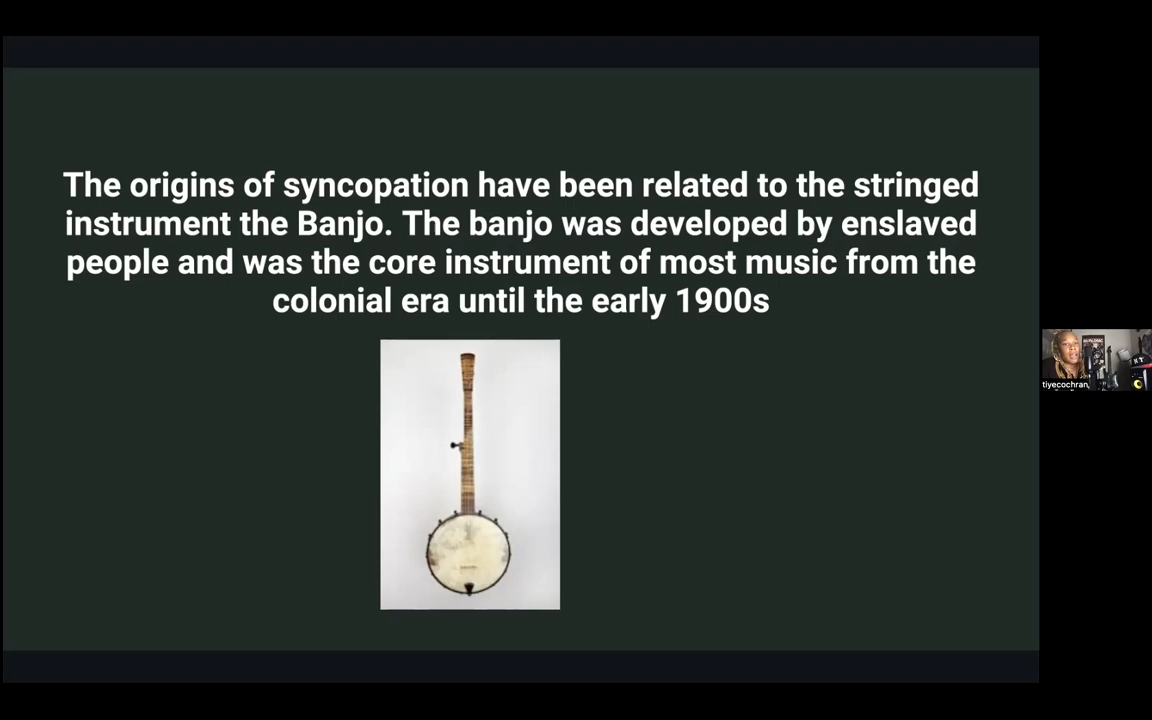 The origins of syncopation have been related to the stringed
instrument the Banjo. The banjo was developed by enslaved
people and was the core instrument of most music from the
colonial era until the early 1900s
tiyecochran